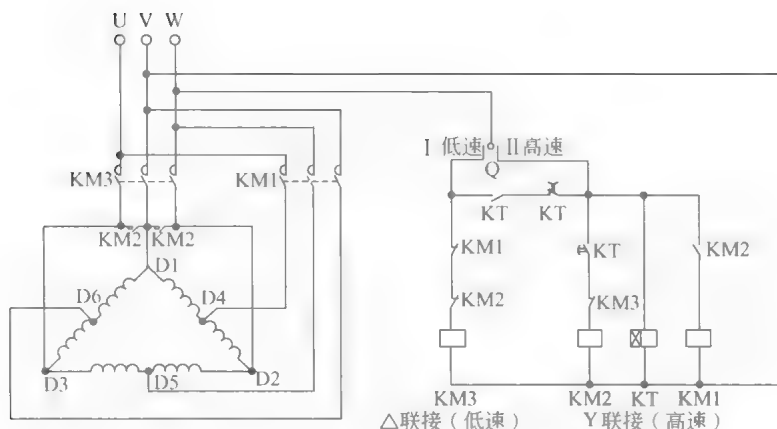 U V W
I 低速 II 高速
Q
KM3 KM1
KT KT
KM2 KM2
KM1 KT KM2
D1
D6 D4
KM2 KM3
D3 D5 D2
KM3 KM2 KT KM1
△联接（低速） Y联接（高速）